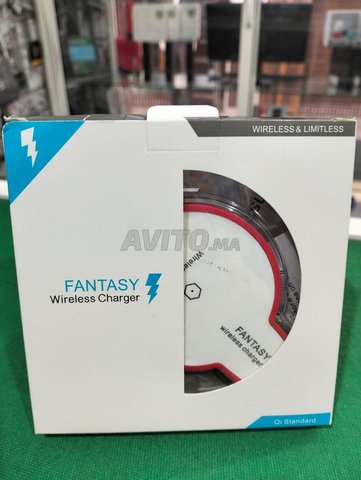 WIRELESS & LIMITLESS
AVITO.ma
FANTASY
Wireless Charger
FANTASY
wireless charger
Qi Standard